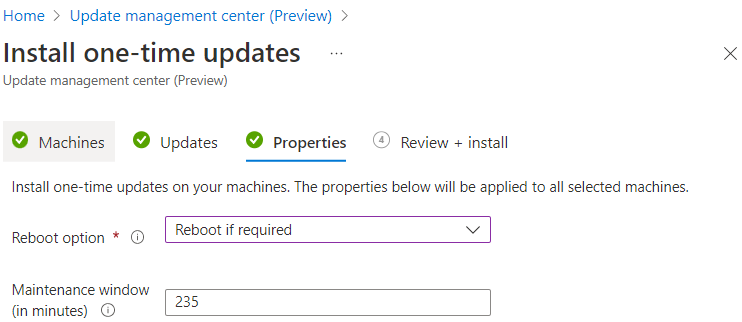 Home > Update management center (Preview) >
Install one-time updates ...
Update management center (Preview)
Machines Updates Properties 4 Review + install
Install one-time updates on your machines. The properties below will be applied to all selected machines.
Reboot option * Reboot if required
Maintenance window
(in minutes) 235